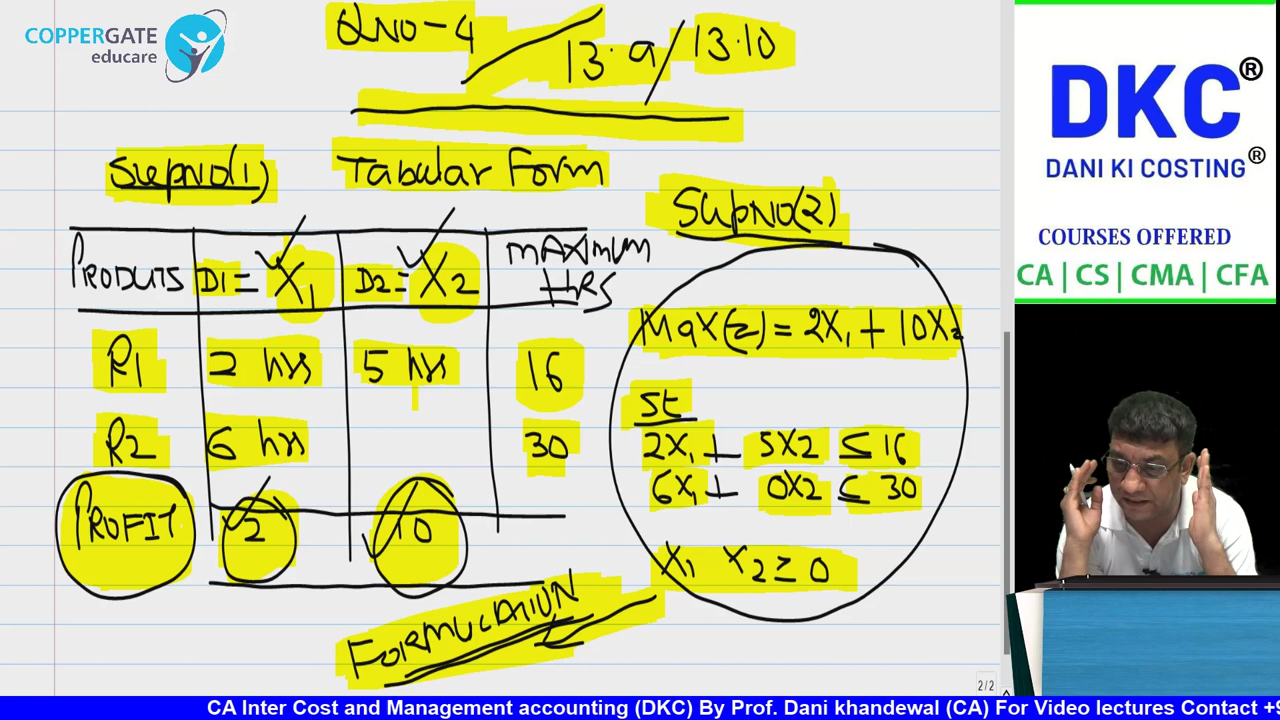 COPPERGATE
educare
QNO-4
13.9/13.10
StepNo(1) Tabular Form
StepNo(2)
PRODUTS D1 = X1 D2 = X2 MAXIMUM HRS
R1 2 hrs 5 hrs 16
R2 6 hrs 30
PROFIT 2 10
FORMULATION
Max(z) = 2X1 + 10X2
St
2X1 + 5X2 ≤ 16
6X1 + 0X2 ≤ 30
X1 X2 ≥ 0
2/2
DKC®
DANI KI COSTING®
COURSES OFFERED
CA | CS | CMA | CFA
CA Inter Cost and Management accounting (DKC) By Prof. Dani khandewal (CA) For Video lectures Contact +9